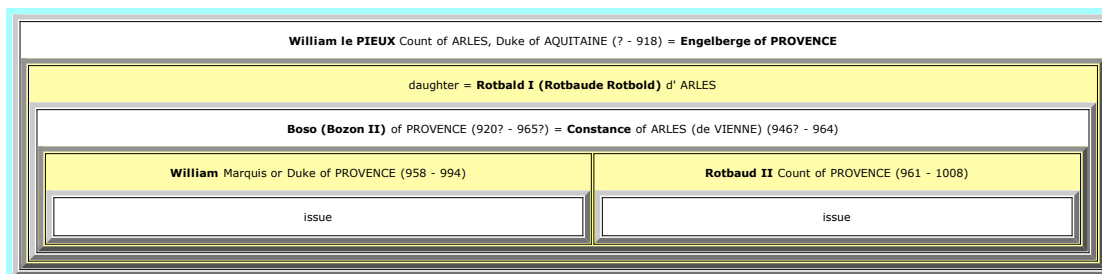 William le PIEUX Count of ARLES, Duke of AQUITAINE (? - 918) = Engelberge of PROVENCE
daughter = Rotbald I (Rotbaude Rotbold) d' ARLES
Boso (Bozon II) of PROVENCE (920? - 965?) = Constance of ARLES (de VIENNE) (946? - 964)
William Marquis or Duke of PROVENCE (958 - 994)
Rotbaud II Count of PROVENCE (961 - 1008)
issue
issue